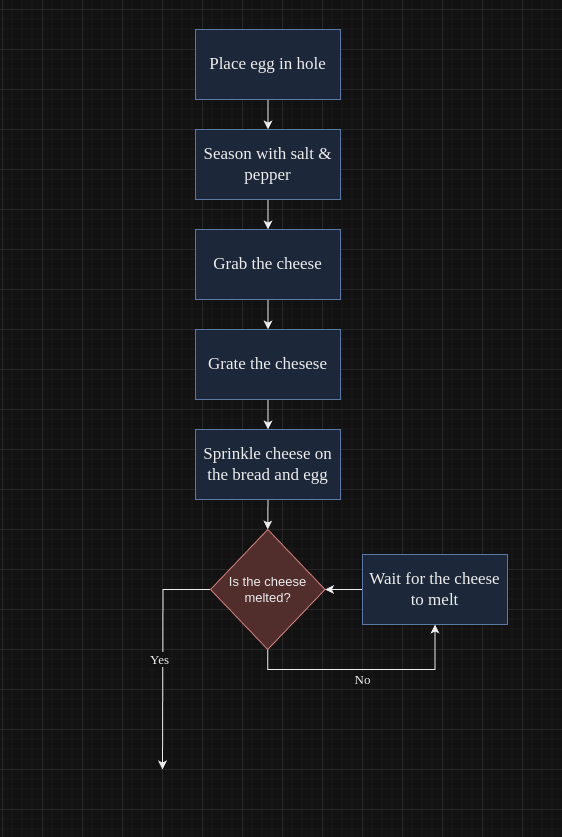 Place egg in hole
Season with salt &
pepper
Grab the cheese
Grate the chesese
Sprinkle cheese on
the bread and egg
Is the cheese
melted?
Wait for the cheese
to melt
Yes
No